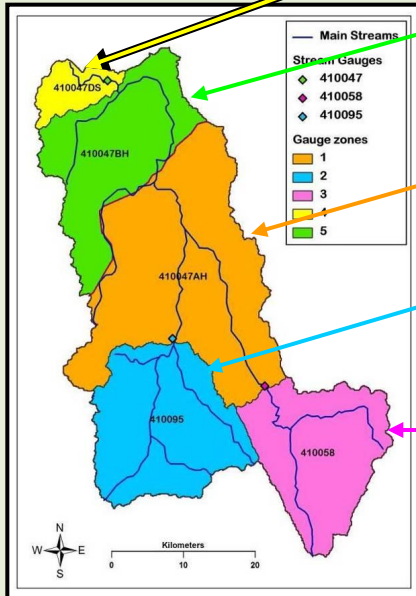 Main Streams
Stream Gauges
410047
410058
410095
Gauge zones
1
2
3
4
5
410047DS
410047BH
410047AH
410095
410058
N
W E
S
Kilometers
0 10 20